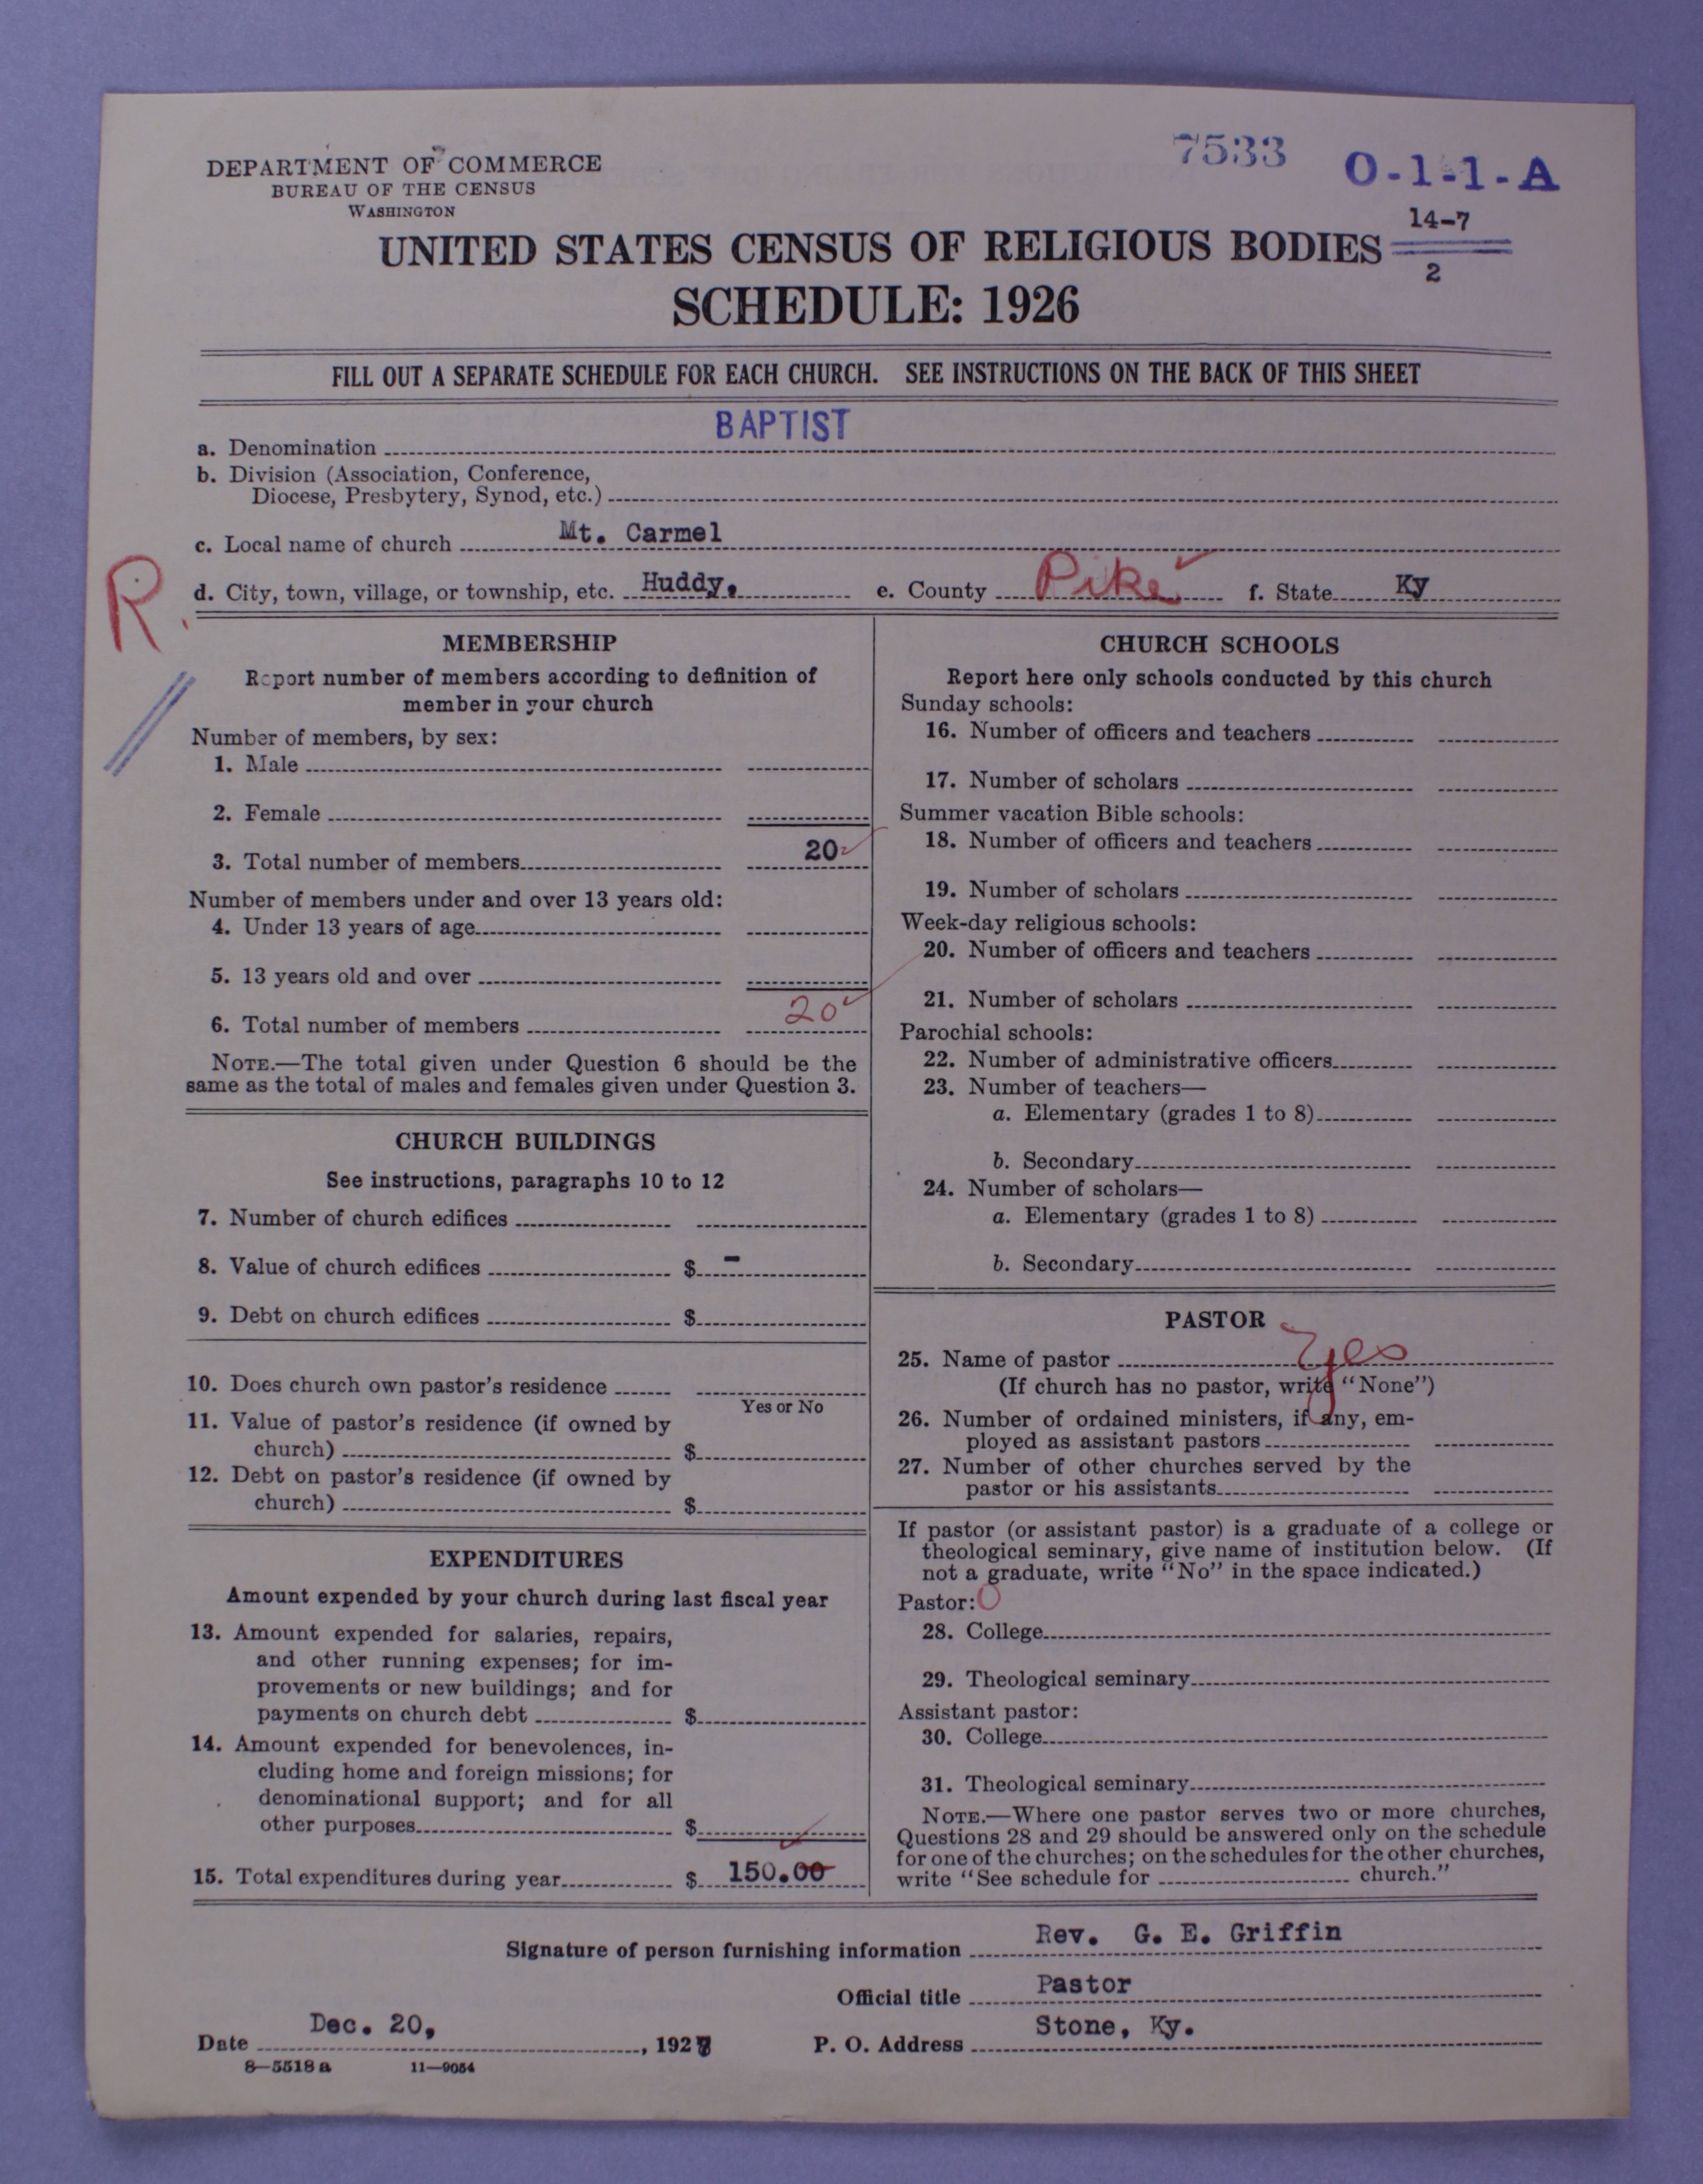 7533
O-1-1-A
DEPARTMENT OF COMMERCE
BUREAU OF THE CENSUS
WASHINGTON
14-7
2
UNITED STATES CENSUS OF RELIGIOUS BODIES
SCHEDULE: 1926
FILL OUT A SEPARATE SCHEDULE FOR EACH CHURCH. SEE INSTRUCTIONS ON THE BACK OF THIS SHEET
a. Denomination BAPTIST
b. Division (Association, Conference,
Diocese, Presbytery, Synod, etc.)
c. Local name of church Mt. Carmel
R.
d. City, town, village, or township, etc. Huddy, e. County Pike f. State Ky
MEMBERSHIP
Report number of members according to definition of
member in your church
Number of members, by sex:
1. Male
2. Female
3. Total number of members 20
Number of members under and over 13 years old:
4. Under 13 years of age
5. 13 years old and over
6. Total number of members 20
NOTE.—The total given under Question 6 should be the
same as the total of males and females given under Question 3.
CHURCH BUILDINGS
See instructions, paragraphs 10 to 12
7. Number of church edifices
8. Value of church edifices $ -
9. Debt on church edifices $
10. Does church own pastor's residence
Yes or No
11. Value of pastor's residence (if owned by
church) $
12. Debt on pastor's residence (if owned by
church) $
EXPENDITURES
Amount expended by your church during last fiscal year
13. Amount expended for salaries, repairs,
and other running expenses; for im-
provements or new buildings; and for
payments on church debt $
14. Amount expended for benevolences, in-
cluding home and foreign missions; for
denominational support; and for all
other purposes $
15. Total expenditures during year $ 150.00
CHURCH SCHOOLS
Report here only schools conducted by this church
Sunday schools:
16. Number of officers and teachers
17. Number of scholars
Summer vacation Bible schools:
18. Number of officers and teachers
19. Number of scholars
Week-day religious schools:
20. Number of officers and teachers
21. Number of scholars
Parochial schools:
22. Number of administrative officers
23. Number of teachers—
a. Elementary (grades 1 to 8)
b. Secondary
24. Number of scholars—
a. Elementary (grades 1 to 8)
b. Secondary
PASTOR
25. Name of pastor Yes
(If church has no pastor, write "None")
26. Number of ordained ministers, if any, em-
ployed as assistant pastors
27. Number of other churches served by the
pastor or his assistants
If pastor (or assistant pastor) is a graduate of a college or
theological seminary, give name of institution below. (If
not a graduate, write "No" in the space indicated.)
Pastor: O
28. College
29. Theological seminary
Assistant pastor:
30. College
31. Theological seminary
NOTE.—Where one pastor serves two or more churches,
Questions 28 and 29 should be answered only on the schedule
for one of the churches; on the schedules for the other churches,
write "See schedule for church."
Signature of person furnishing information Rev. G. E. Griffin
Official title Pastor
Date Dec. 20, , 1927 P. O. Address Stone, Ky.
8—5518 a 11—9054